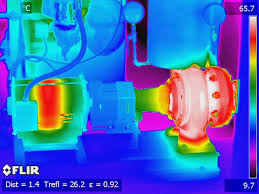 °C
65.7
9.7
FLIR
Dist = 1.4 Trefl = 26.2 ε = 0.92